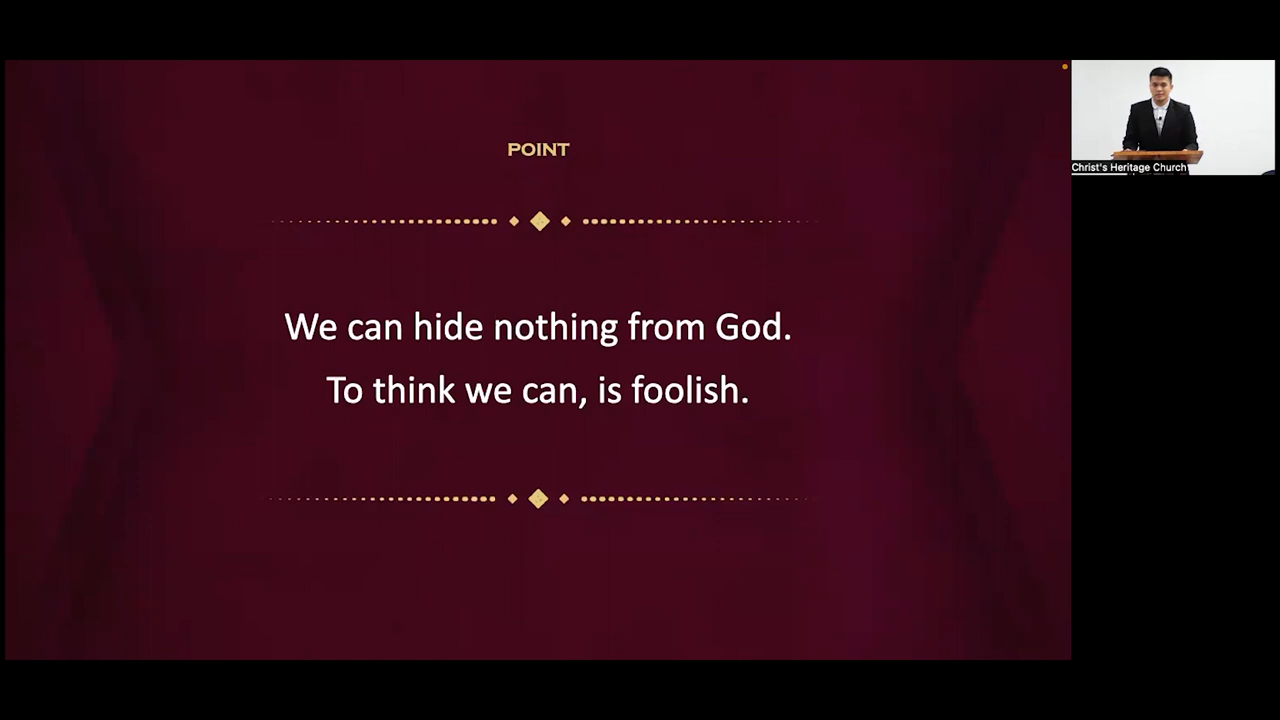 POINT
We can hide nothing from God.
To think we can, is foolish.
Christ's Heritage Church